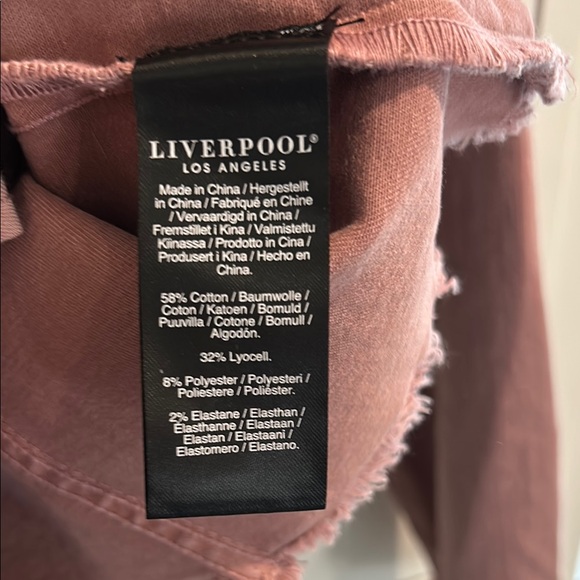 LIVERPOOL®
LOS ANGELES
Made in China / Hergestellt
in China / Fabriqué en Chine
/ Vervaardigd in China /
Fremstillet i Kina / Valmistettu
Kiinassa / Prodotto in Cina /
Produsert i Kina / Hecho en
China.
58% Cotton / Baumwolle /
Coton / Katoen / Bomuld /
Puuvilla / Cotone / Bomull /
Algodón.
32% Lyocell.
8% Polyester / Polyesteri /
Poliestere / Poliéster.
2% Elastane / Elasthan /
Élasthanne / Elastaan /
Elastan / Elastaani /
Elastomero / Elastano.